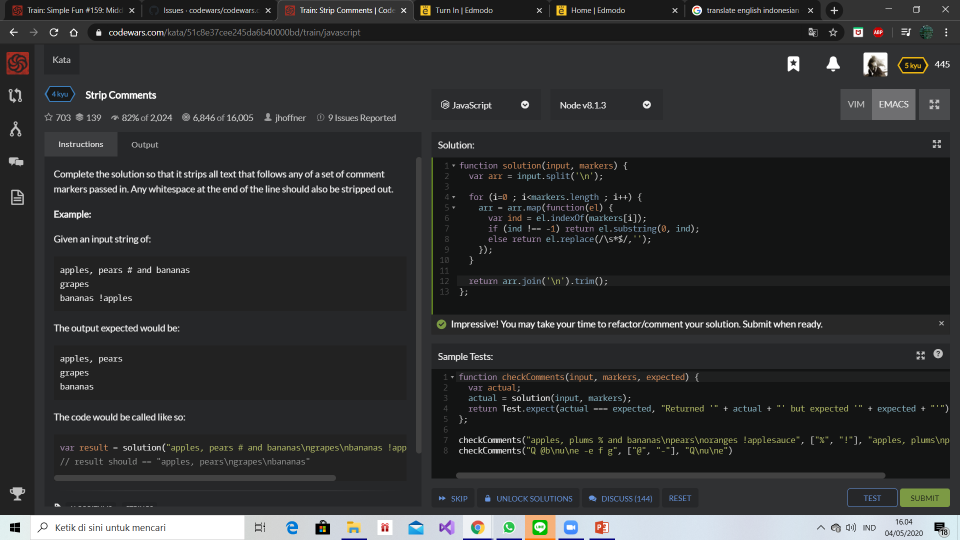 Train: Simple Fun #159: Midd
Issues · codewars/codewars.c
Train: Strip Comments | Code
Turn In | Edmodo
Home | Edmodo
translate english indonesian
codewars.com/kata/51c8e37cee245da6b40000bd/train/javascript
ABP
Kata
5 kyu
445
4 kyu
Strip Comments
703 139 82% of 2,024 6,846 of 16,005 jhoffner 9 Issues Reported
JavaScript
Node v8.1.3
VIM
EMACS
Instructions
Output
Complete the solution so that it strips all text that follows any of a set of comment
markers passed in. Any whitespace at the end of the line should also be stripped out.
Example:
Given an input string of:
apples, pears # and bananas
grapes
bananas !apples
The output expected would be:
apples, pears
grapes
bananas
The code would be called like so:
var result = solution("apples, pears # and bananas\ngrapes\nbananas !app
// result should == "apples, pears\ngrapes\nbananas"
Solution:
1 function solution(input, markers) {
2 var arr = input.split('\n');
3
4 for (i=0 ; i<markers.length ; i++) {
5 arr = arr.map(function(el) {
6 var ind = el.indexOf(markers[i]);
7 if (ind !== -1) return el.substring(0, ind);
8 else return el.replace(/\s*$/,'');
9 });
10 }
11
12 return arr.join('\n').trim();
13 };
Impressive! You may take your time to refactor/comment your solution. Submit when ready.
Sample Tests:
1 function checkComments(input, markers, expected) {
2 var actual;
3 actual = solution(input, markers);
4 return Test.expect(actual === expected, "Returned '" + actual + "' but expected '" + expected + "'")
5 };
6
7 checkComments("apples, plums % and bananas\npears\noranges !applesauce", ["%", "!"], "apples, plums\np
8 checkComments("Q @b\nu\ne -e f g", ["@", "-"], "Q\nu\ne")
SKIP
UNLOCK SOLUTIONS
DISCUSS (144)
RESET
TEST
SUBMIT
Ketik di sini untuk mencari
IND
16.04
04/05/2020
18